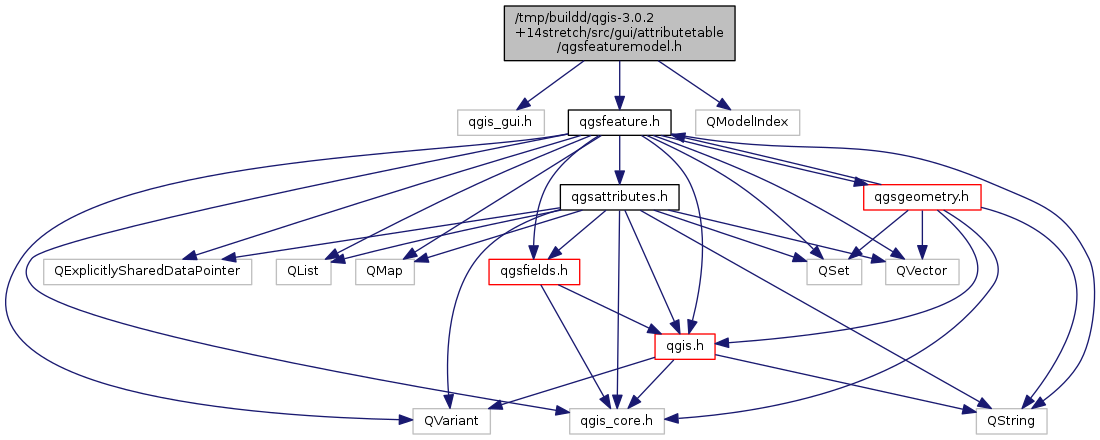 /tmp/buildd/qgis-3.0.2
+14stretch/src/gui/attributetable
/qgsfeaturemodel.h
qgis_gui.h
qgsfeature.h
QModelIndex
qgsattributes.h
qgsgeometry.h
QExplicitlySharedDataPointer
QList
QMap
qgsfields.h
QSet
QVector
qgis.h
QVariant
qgis_core.h
QString